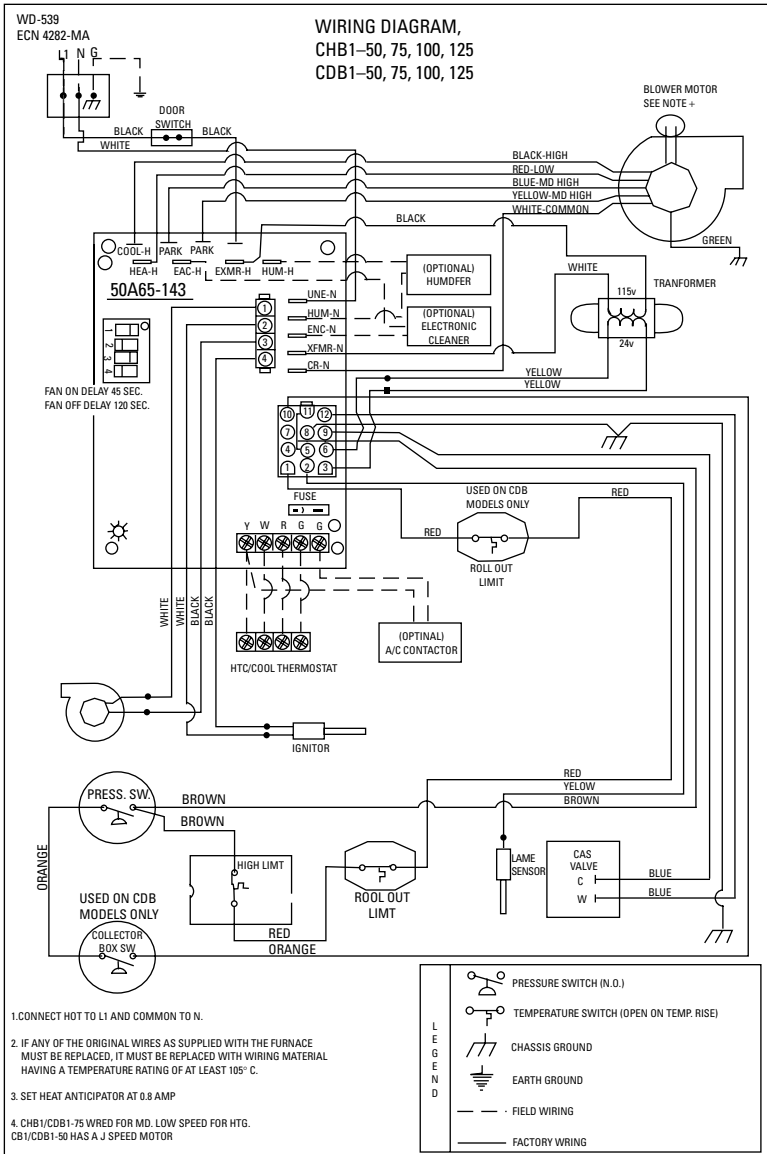 WD-539
ECN 4282-MA
WIRING DIAGRAM,
CHB1–50, 75, 100, 125
CDB1–50, 75, 100, 125
L1 N G
DOOR
SWITCH
BLACK
BLACK
WHITE
BLOWER MOTOR
SEE NOTE +
BLACK-HIGH
RED-LOW
BLUE-MD HIGH
YELLOW-MD HIGH
WHITE-COMMON
BLACK
GREEN
COOL-H PARK PARK
HEA-H EAC-H EXMR-H HUM-H
50A65-143
1
2
3
4
FAN ON DELAY 45 SEC.
FAN OFF DELAY 120 SEC.
1
2
3
4
UNE-N
HUM-N
ENC-N
XFMR-N
CR-N
(OPTIONAL)
HUMDFER
(OPTIONAL)
ELECTRONIC
CLEANER
WHITE
TRANFORMER
115v
24v
YELLOW
YELLOW
10 11 12
7 8 9
4 5 6
1 2 3
FUSE
Y W R G G
USED ON CDB
MODELS ONLY
RED
RED
ROLL OUT
LIMIT
WHITE
WHITE
BLACK
BLACK
(OPTINAL)
A/C CONTACTOR
HTC/COOL THERMOSTAT
IGNITOR
RED
YELOW
BROWN
PRESS. SW.
BROWN
BROWN
ORANGE
HIGH LIMT
ROOL OUT
LIMT
LAME
SENSOR
CAS
VALVE
C
W
BLUE
BLUE
USED ON CDB
MODELS ONLY
COLLECTOR
BOX SW
RED
ORANGE
1.CONNECT HOT TO L1 AND COMMON TO N.
2. IF ANY OF THE ORIGINAL WIRES AS SUPPLIED WITH THE FURNACE
MUST BE REPLACED, IT MUST BE REPLACED WITH WIRING MATERIAL
HAVING A TEMPERATURE RATING OF AT LEAST 105° C.
3. SET HEAT ANTICIPATOR AT 0.8 AMP
4. CHB1/CDB1-75 WRED FOR MD. LOW SPEED FOR HTG.
CB1/CDB1-50 HAS A J SPEED MOTOR
LEGEND
PRESSURE SWITCH (N.O.)
TEMPERATURE SWITCH (OPEN ON TEMP. RISE)
CHASSIS GROUND
EARTH GROUND
FIELD WIRING
FACTORY WRING